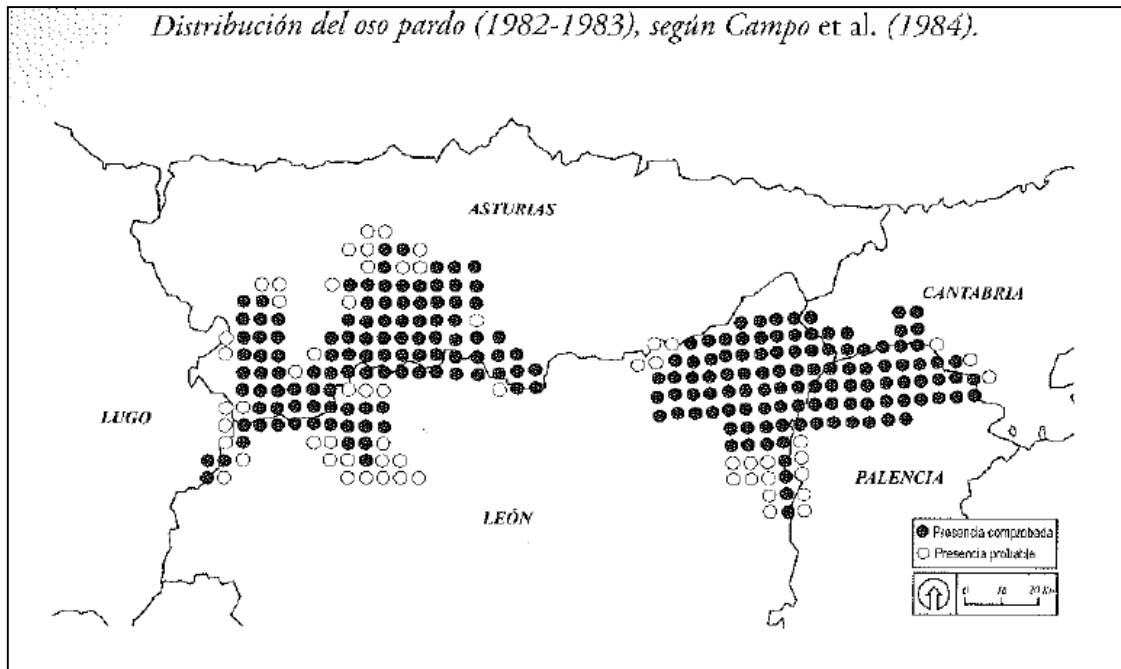 Distribución del oso pardo (1982-1983), según Campo et al. (1984).
ASTURIAS
CANTABRIA
LUGO
PALENCIA
LEÓN
Presencia comprobada
Presencia probable
0 10 20 Km